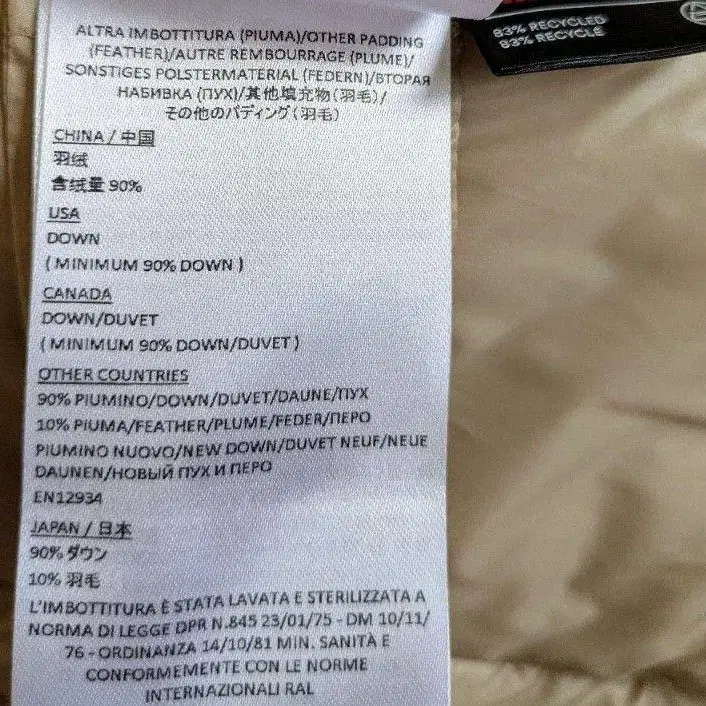 ALTRA IMBOTTITURA (PIUMA)/OTHER PADDING
(FEATHER)/AUTRE REMBOURRAGE (PLUME)/
SONSTIGES POLSTERMATERIAL (FEDERN)/ВТОРАЯ
НАБИВКА (ПУХ)/其他填充物(羽毛)/
その他のパディング(羽毛)
CHINA / 中国
羽绒
含绒量 90%
USA
DOWN
( MINIMUM 90% DOWN )
CANADA
DOWN/DUVET
( MINIMUM 90% DOWN/DUVET )
OTHER COUNTRIES
90% PIUMINO/DOWN/DUVET/DAUNE/ПУХ
10% PIUMA/FEATHER/PLUME/FEDER/ПЕРО
PIUMINO NUOVO/NEW DOWN/DUVET NEUF/NEUE
DAUNEN/НОВЫЙ ПУХ И ПЕРО
EN12934
JAPAN / 日本
90% ダウン
10% 羽毛
L'IMBOTTITURA È STATA LAVATA E STERILIZZATA A
NORMA DI LEGGE DPR N.845 23/01/75 - DM 10/11/
76 - ORDINANZA 14/10/81 MIN. SANITÀ E
CONFORMEMENTE CON LE NORME
INTERNAZIONALI RAL
83% RECYCLED
83% RECYCLÉ